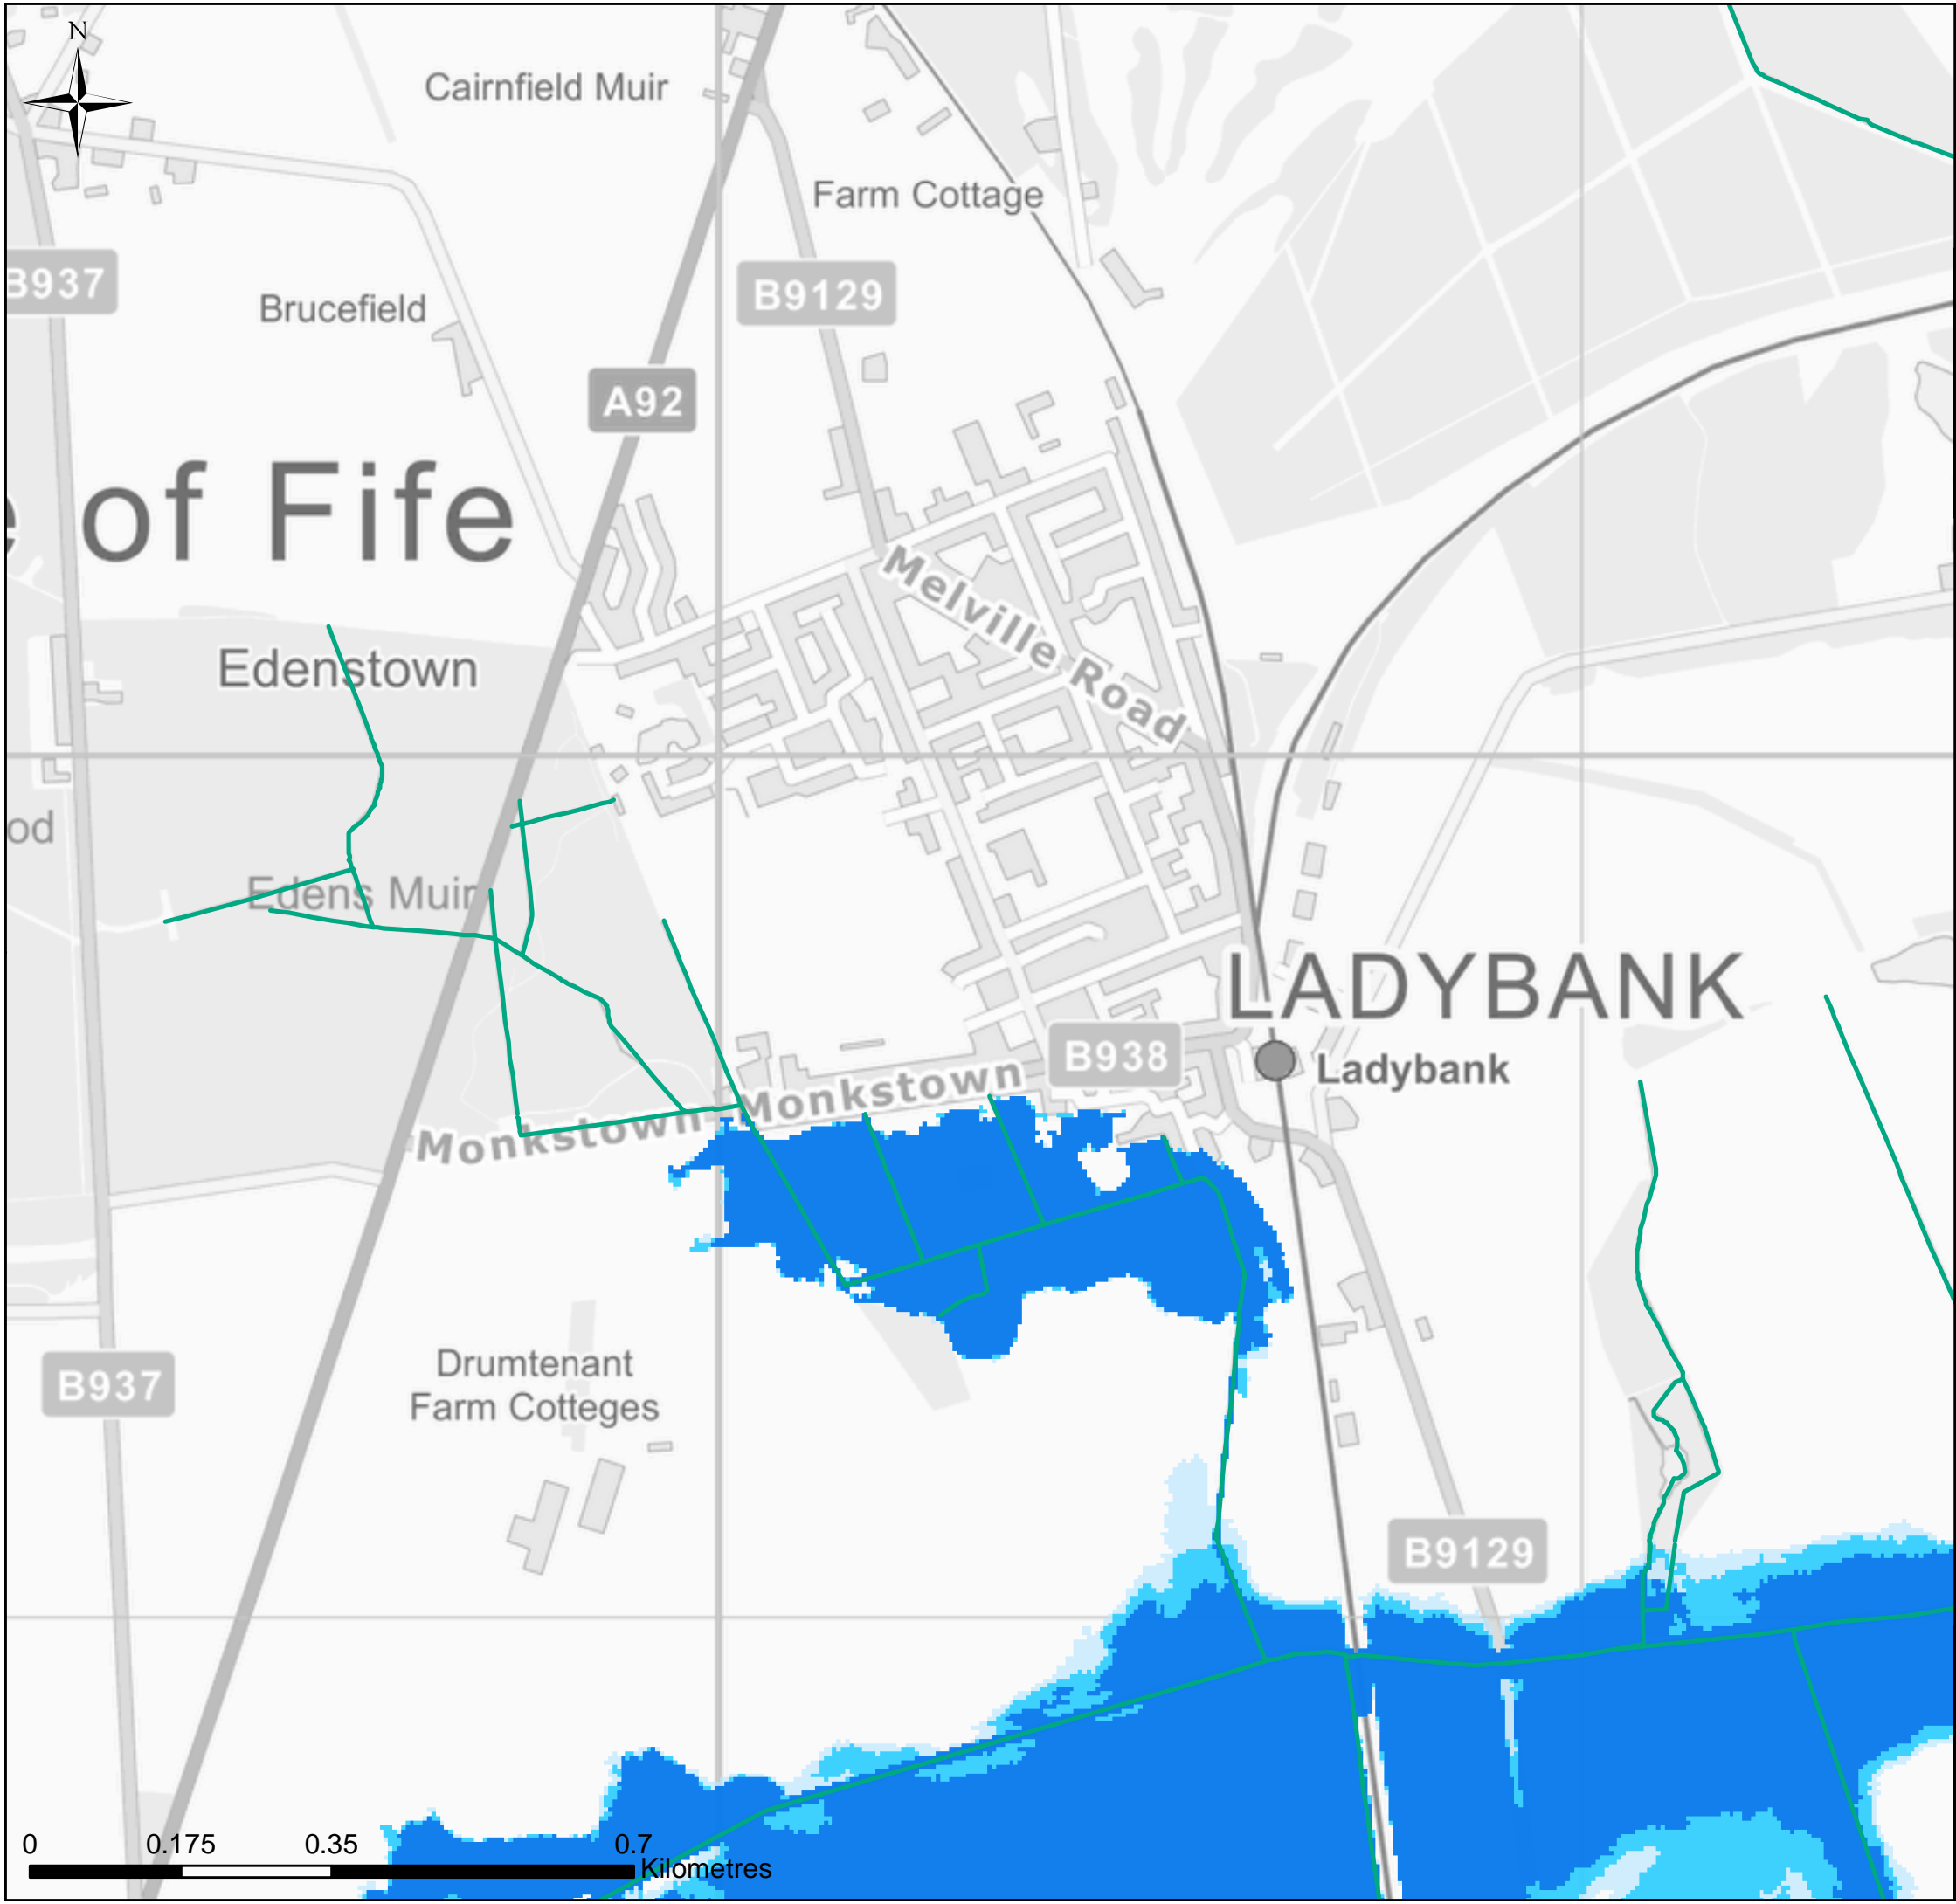 N
Cairnfield Muir
Farm Cottage
B937
B9129
Brucefield
A92
e of Fife
Melville Road
Edenstown
od
Edens Muir
LADYBANK
B938
Ladybank
Monkstown
Monkstown
Drumtenant
Farm Cotteges
B937
B9129
0 0.175 0.35 0.7
Kilometres